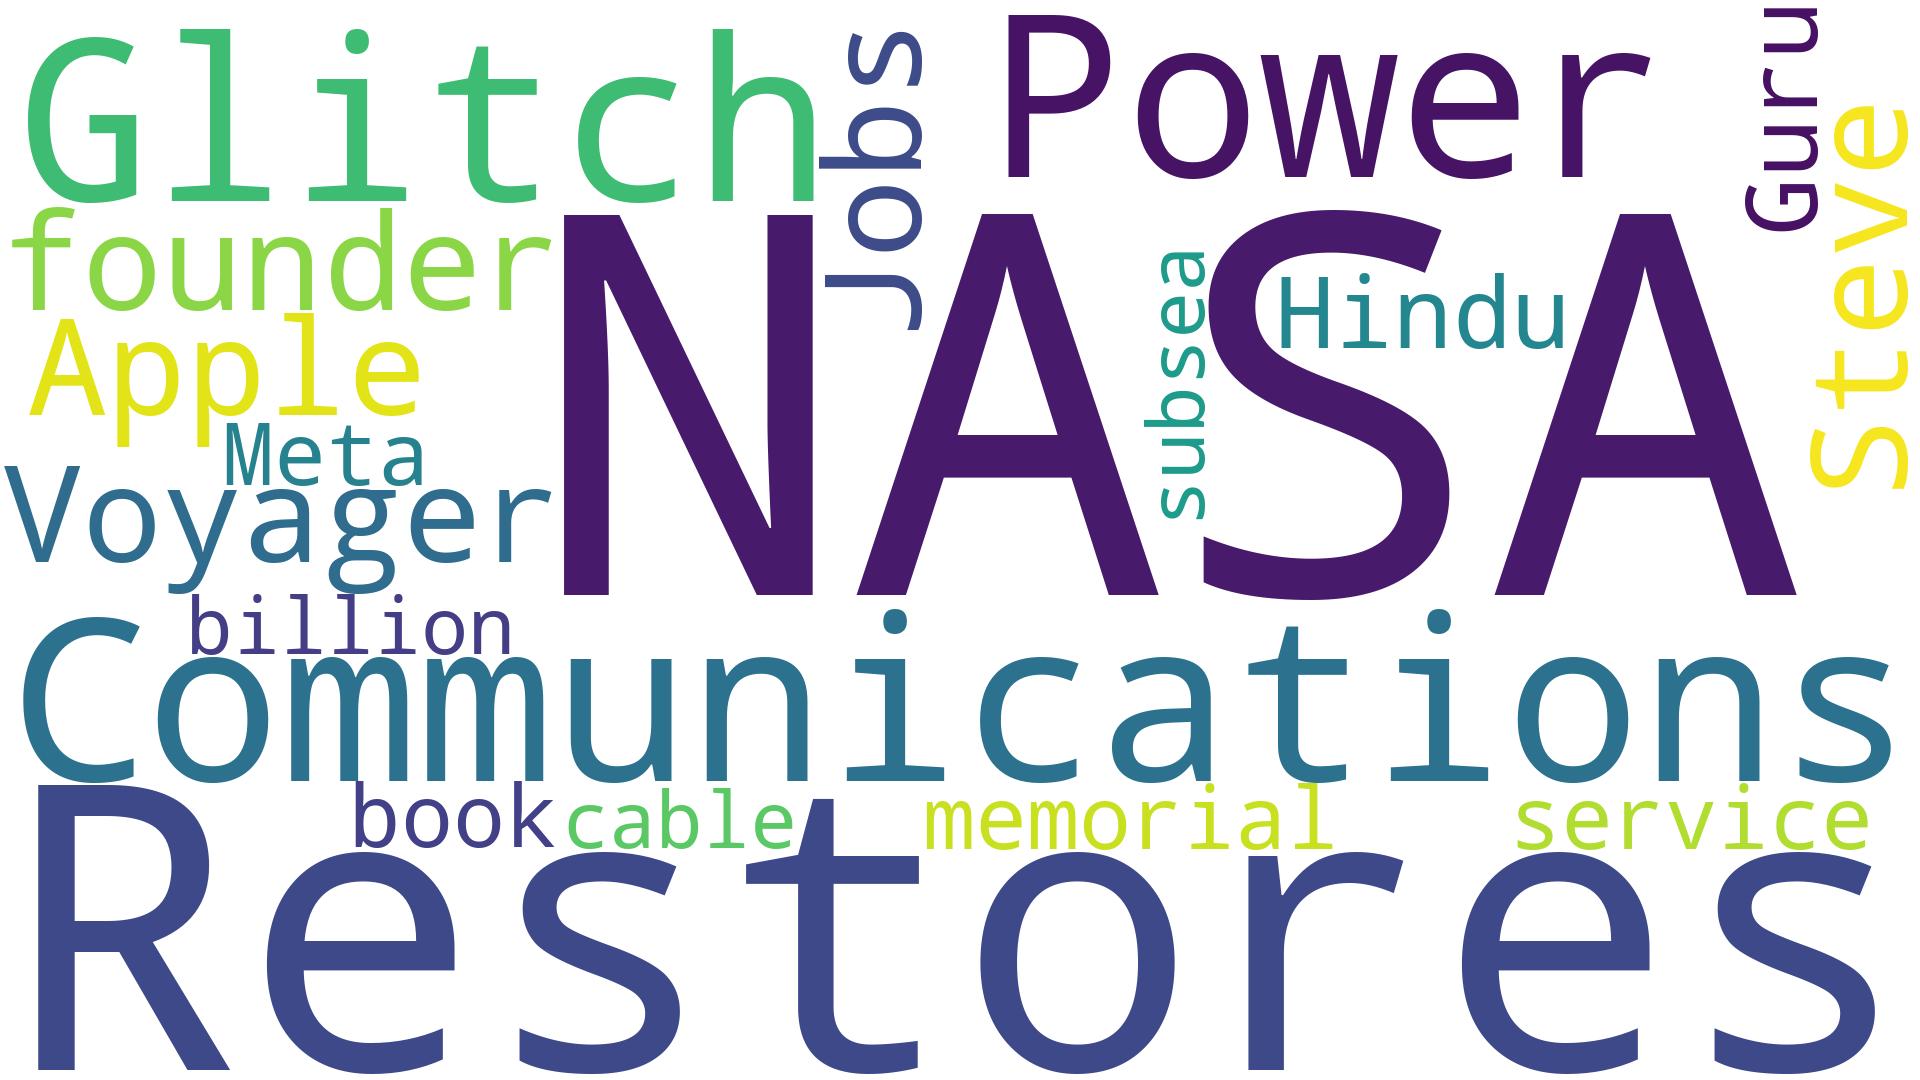 Glitch
Jobs
Power
Guru
Steve
founder
NASA
subsea
Hindu
Apple
Meta
Voyager
billion
Communications
book
cable
memorial
service
Restores